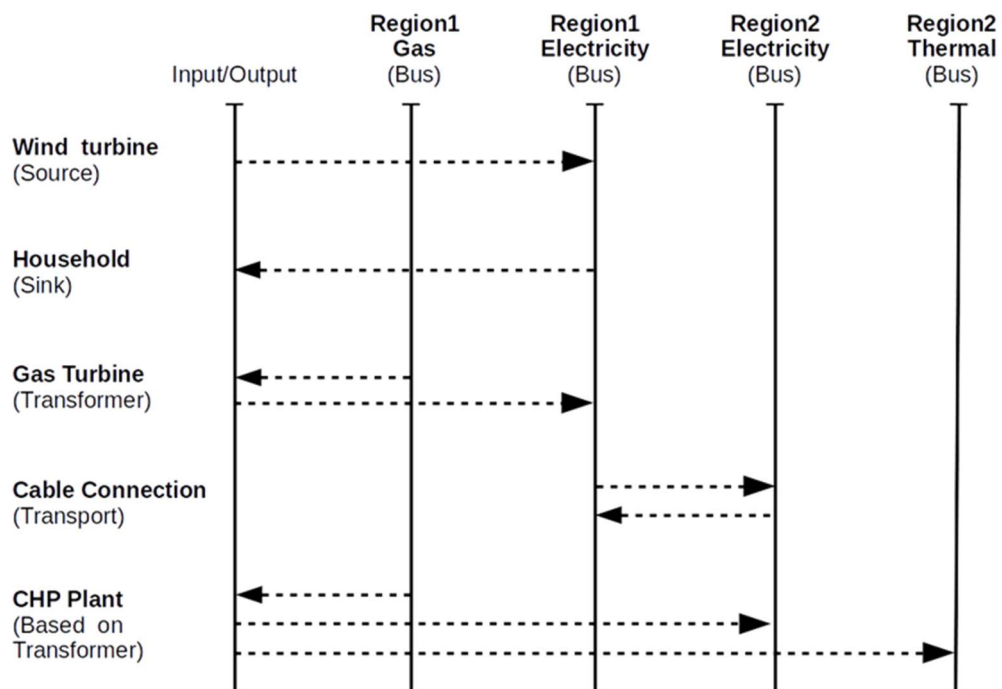 Region1
Gas
(Bus)
Region1
Electricity
(Bus)
Region2
Electricity
(Bus)
Region2
Thermal
(Bus)
Input/Output
Wind turbine
(Source)
Household
(Sink)
Gas Turbine
(Transformer)
Cable Connection
(Transport)
CHP Plant
(Based on
Transformer)